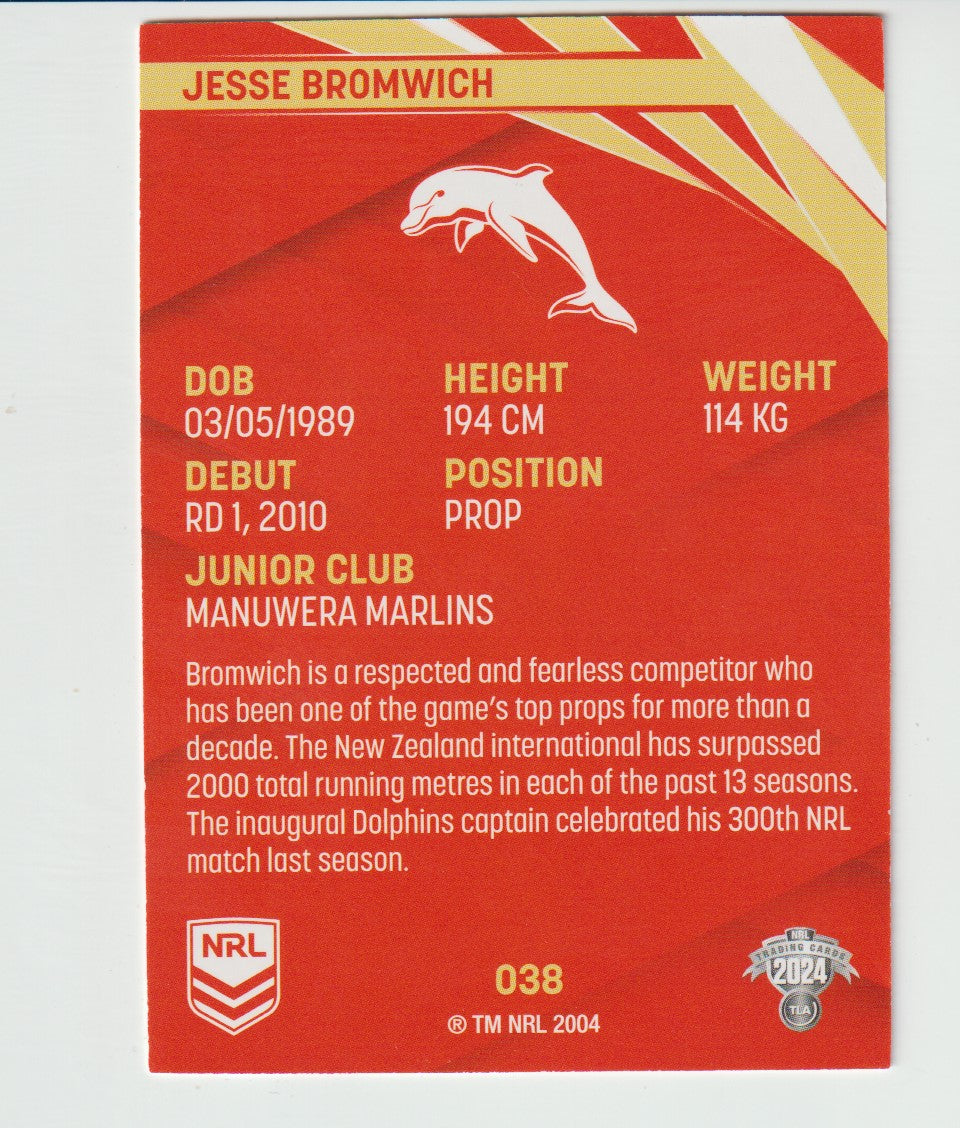 JESSE BROMWICH
DOB
03/05/1989
HEIGHT
194 CM
WEIGHT
114 KG
DEBUT
RD 1, 2010
POSITION
PROP
JUNIOR CLUB
MANUWERA MARLINS
Bromwich is a respected and fearless competitor who
has been one of the game's top props for more than a
decade. The New Zealand international has surpassed
2000 total running metres in each of the past 13 seasons.
The inaugural Dolphins captain celebrated his 300th NRL
match last season.
NRL
038
® TM NRL 2004
NRL
TRADING CARDS
2024
TLA